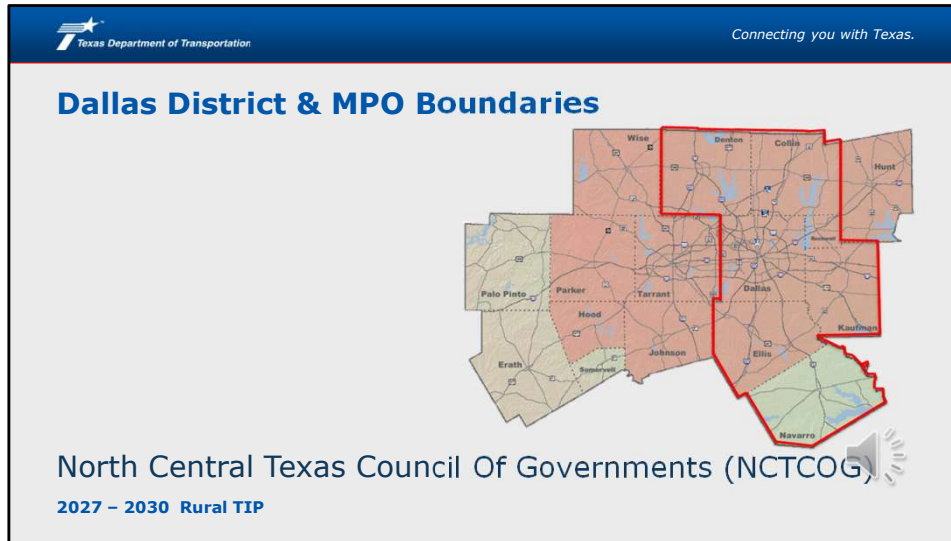 Texas Department of Transportation
Connecting you with Texas.
Dallas District & MPO Boundaries
Wise
Denton
Collin
Hunt
Rockwall
Palo Pinto
Parker
Tarrant
Dallas
Hood
Kaufman
Johnson
Ellis
Erath
Somervell
Navarro
North Central Texas Council Of Governments (NCTCOG)
2027 – 2030 Rural TIP